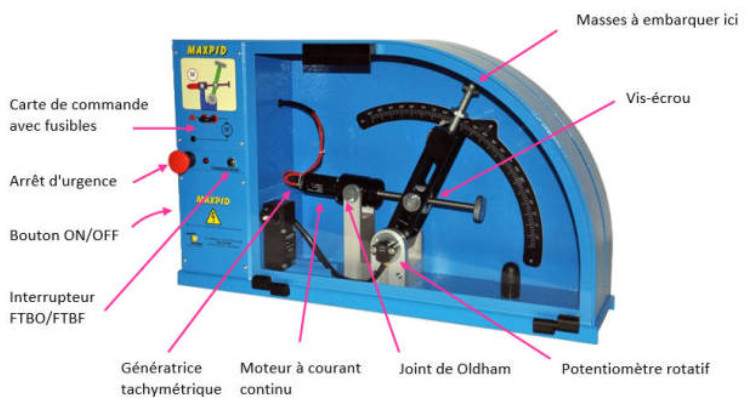 Masses à embarquer ici
MAXPID
Vis-écrou
Carte de commande
avec fusibles
Arrêt d'urgence
MAXPID
Bouton ON/OFF
Interrupteur
FTBO/FTBF
Génératrice
tachymétrique
Moteur à courant
continu
Joint de Oldham
Potentiomètre rotatif